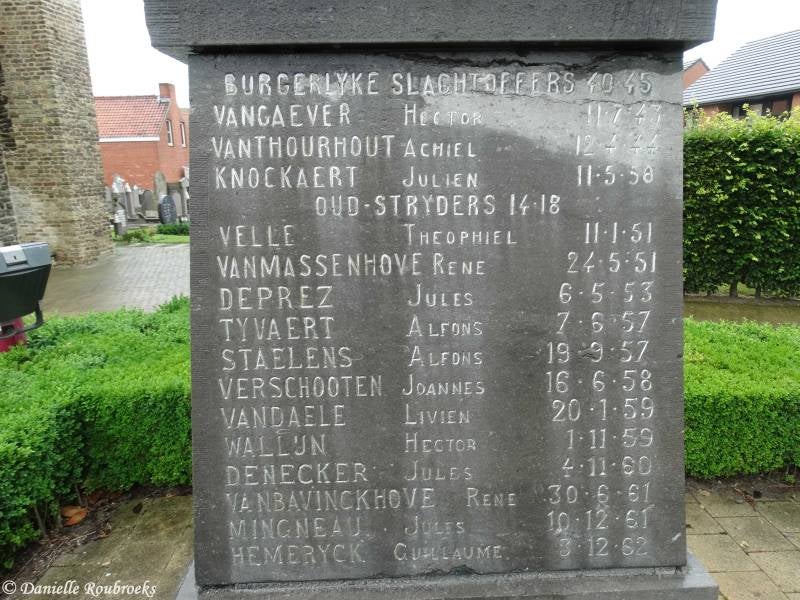 BURGERLYKE SLACHTOFFERS 40·45
VANGAEVER HECTOR 11·7·43
VANTHOURHOUT ACHIEL 12·4·44
KNOCKAERT JULIEN 11·5·58
OUD-STRYDERS 14·18
VELLE THEOPHIEL 11·1·51
VANMASSENHOVE RENE 24·5·51
DEPREZ JULES 6·5·53
TYVAERT ALFONS 7·6·57
STAELENS ALFONS 19·9·57
VERSCHOOTEN JOANNES 16·6·58
VANDAELE LIVIEN 20·1·59
WALLIJN HECTOR 1·11·59
DENECKER JULES 4·11·60
VANBAVINCKHOVE RENE 30·6·61
MINGNEAU JULES 10·12·61
HEMERYCK GUILLAUME 3·12·62
© Danielle Roubroeks